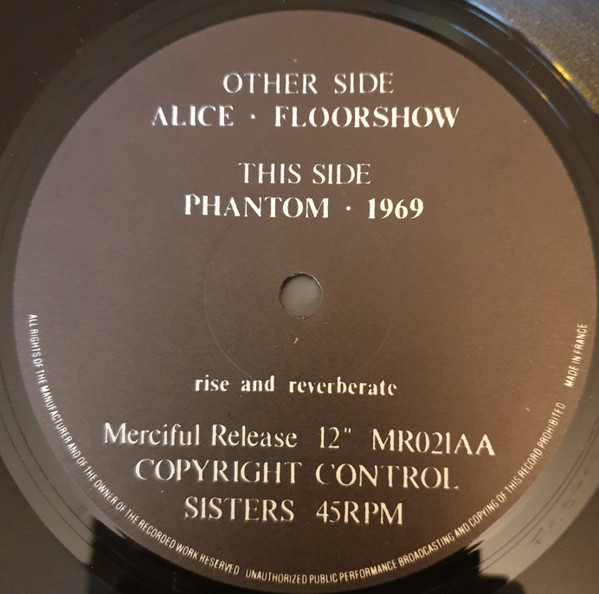 OTHER SIDE
ALICE · FLOORSHOW
THIS SIDE
PHANTOM · 1969
rise and reverberate
Merciful Release 12" MR021AA
COPYRIGHT CONTROL
SISTERS 45RPM
ALL RIGHTS OF THE MANUFACTURER AND OF THE OWNER OF THE RECORDED WORK RESERVED UNAUTHORIZED PUBLIC PERFORMANCE BROADCASTING AND COPYING OF THIS RECORD PROHIBITED MADE IN FRANCE